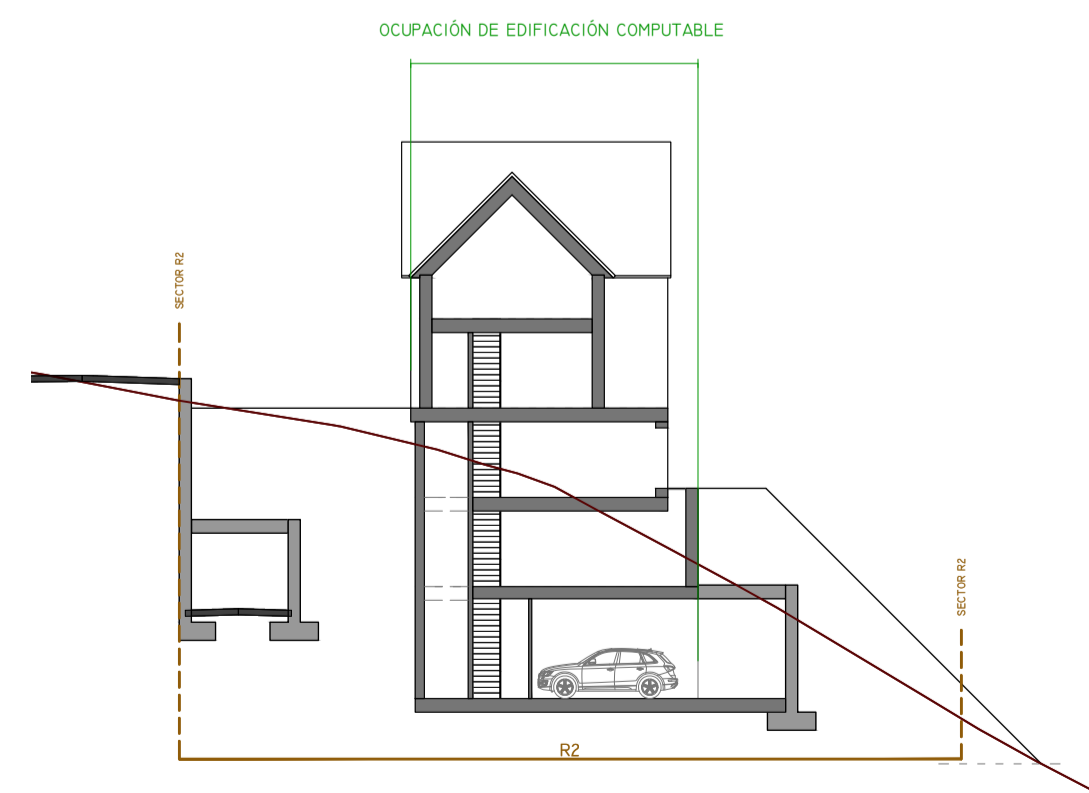 OCUPACIÓN DE EDIFICACIÓN COMPUTABLE
SECTOR R2
SECTOR R2
R2